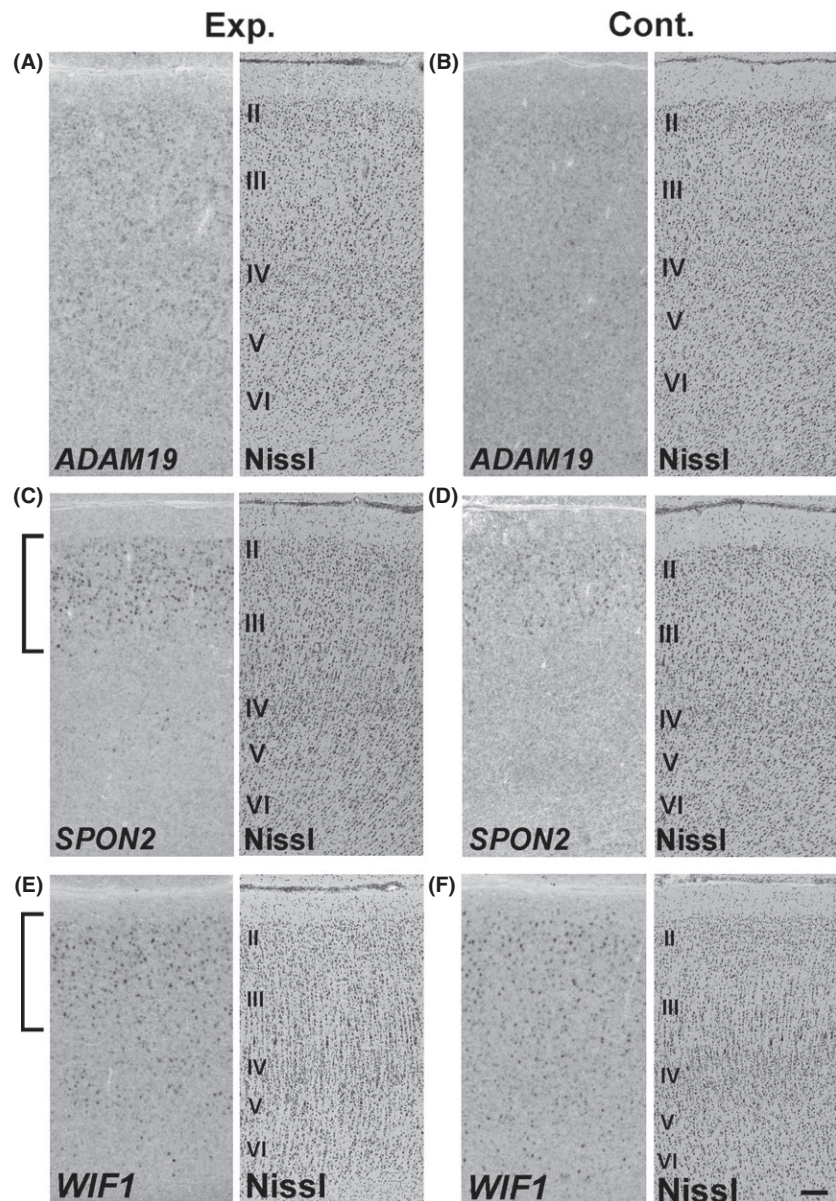 Exp. Cont.
(A) (B)
II II
III III
IV IV
V V
VI VI
ADAM19 Nissl ADAM19 Nissl
(C) (D)
II II
III III
IV IV
V V
VI VI
SPON2 Nissl SPON2 Nissl
(E) (F)
II II
III III
IV IV
V V
VI VI
WIF1 Nissl WIF1 Nissl